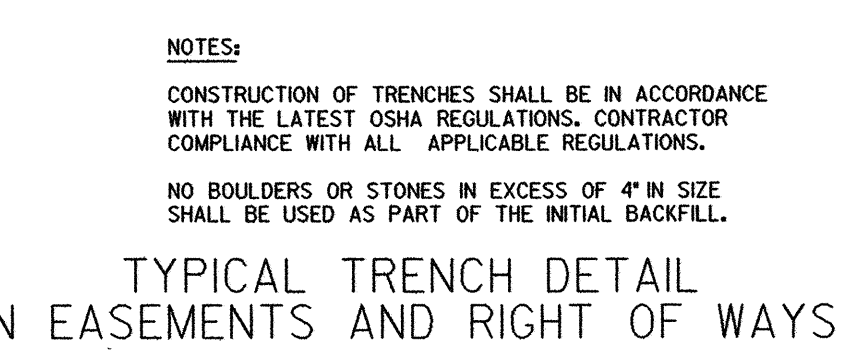 NOTES:
CONSTRUCTION OF TRENCHES SHALL BE IN ACCORDANCE
WITH THE LATEST OSHA REGULATIONS. CONTRACTOR
COMPLIANCE WITH ALL APPLICABLE REGULATIONS.
NO BOULDERS OR STONES IN EXCESS OF 4" IN SIZE
SHALL BE USED AS PART OF THE INITIAL BACKFILL.
TYPICAL TRENCH DETAIL
N EASEMENTS AND RIGHT OF WAYS